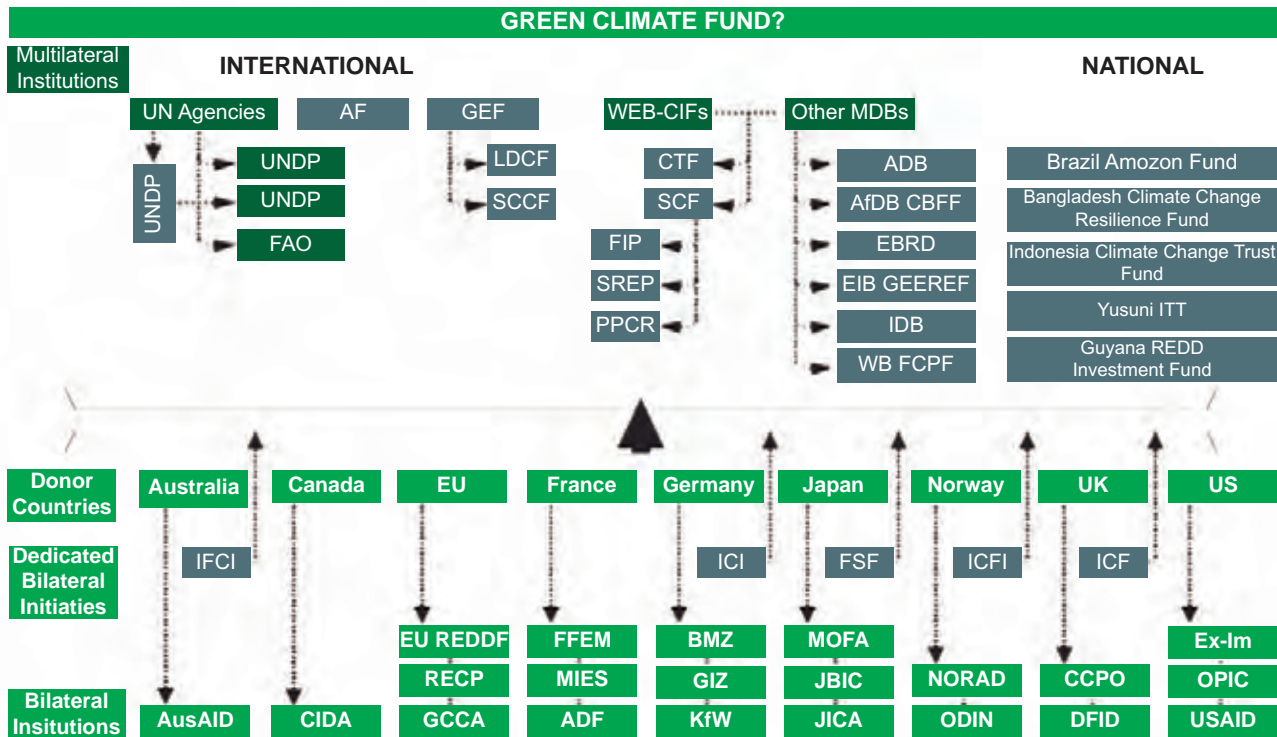 GREEN CLIMATE FUND?
Multilateral
Institutions
INTERNATIONAL
NATIONAL
UN Agencies
AF
GEF
WEB-CIFs
Other MDBs
UNDP
UNDP
UNDP
FAO
LDCF
SCCF
CTF
SCF
FIP
SREP
PPCR
ADB
AfDB CBFF
EBRD
EIB GEEREF
IDB
WB FCPF
Brazil Amozon Fund
Bangladesh Climate Change
Resilience Fund
Indonesia Climate Change Trust
Fund
Yusuni ITT
Guyana REDD
Investment Fund
Donor
Countries
Australia
Canada
EU
France
Germany
Japan
Norway
UK
US
Dedicated
Bilateral
Initiaties
IFCI
ICI
FSF
ICFI
ICF
Bilateral
Insitutions
AusAID
CIDA
EU REDDF
RECP
GCCA
FFEM
MIES
ADF
BMZ
GIZ
KfW
MOFA
JBIC
JICA
NORAD
ODIN
CCPO
DFID
Ex-Im
OPIC
USAID